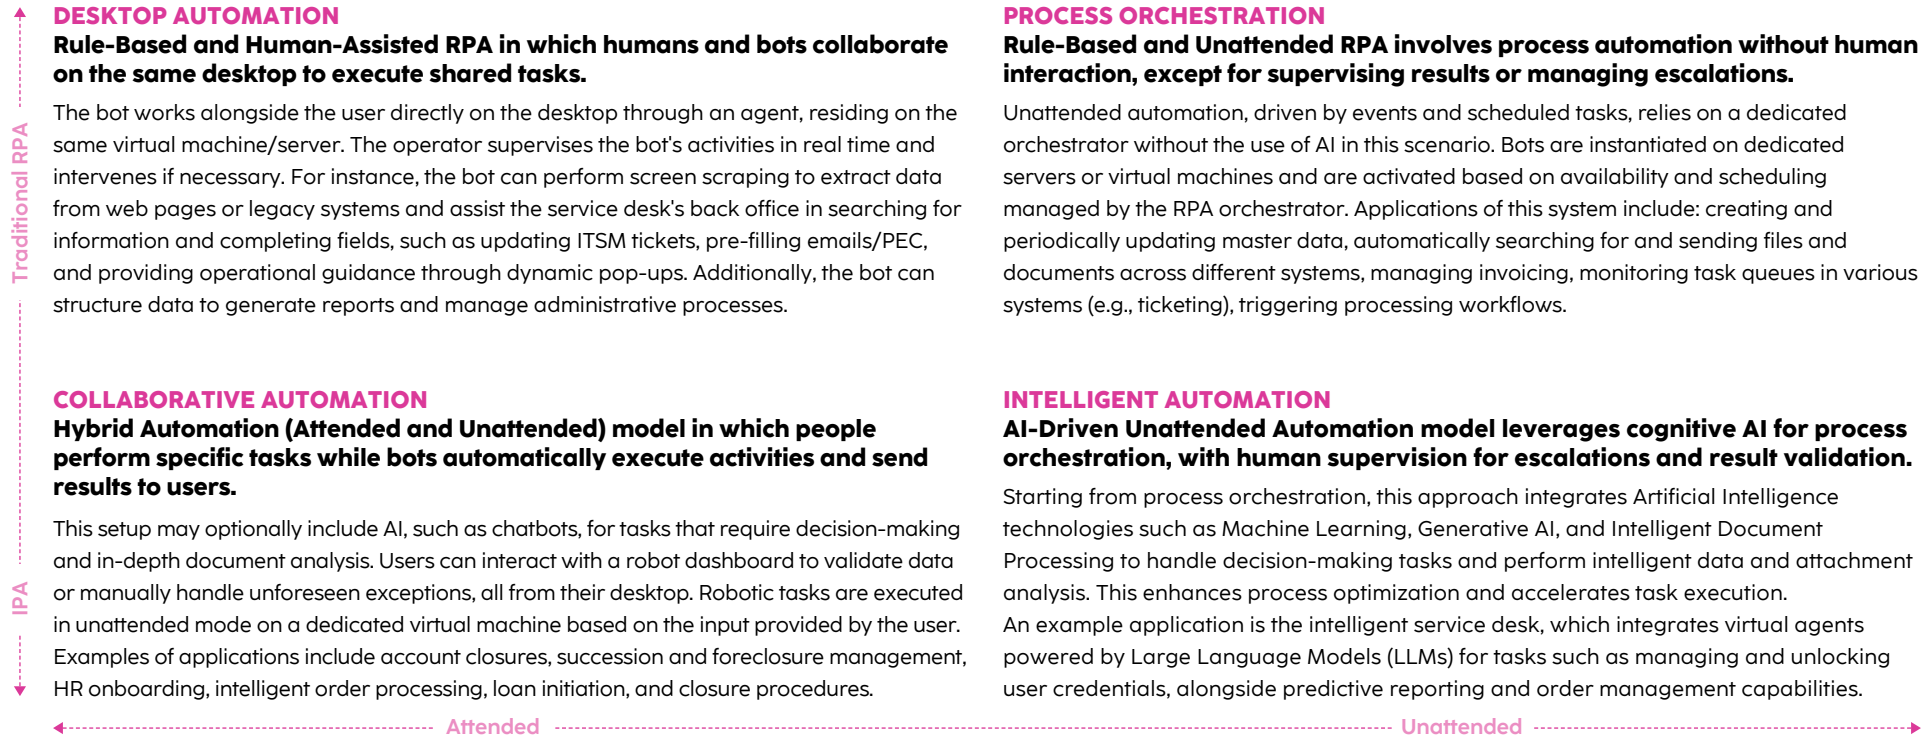 DESKTOP AUTOMATION
Rule-Based and Human-Assisted RPA in which humans and bots collaborate
on the same desktop to execute shared tasks.
The bot works alongside the user directly on the desktop through an agent, residing on the
same virtual machine/server. The operator supervises the bot's activities in real time and
intervenes if necessary. For instance, the bot can perform screen scraping to extract data
from web pages or legacy systems and assist the service desk's back office in searching for
information and completing fields, such as updating ITSM tickets, pre-filling emails/PEC,
and providing operational guidance through dynamic pop-ups. Additionally, the bot can
structure data to generate reports and manage administrative processes.
PROCESS ORCHESTRATION
Rule-Based and Unattended RPA involves process automation without human
interaction, except for supervising results or managing escalations.
Unattended automation, driven by events and scheduled tasks, relies on a dedicated
orchestrator without the use of AI in this scenario. Bots are instantiated on dedicated
servers or virtual machines and are activated based on availability and scheduling
managed by the RPA orchestrator. Applications of this system include: creating and
periodically updating master data, automatically searching for and sending files and
documents across different systems, managing invoicing, monitoring task queues in various
systems (e.g., ticketing), triggering processing workflows.
Traditional RPA
COLLABORATIVE AUTOMATION
Hybrid Automation (Attended and Unattended) model in which people
perform specific tasks while bots automatically execute activities and send
results to users.
This setup may optionally include AI, such as chatbots, for tasks that require decision-making
and in-depth document analysis. Users can interact with a robot dashboard to validate data
or manually handle unforeseen exceptions, all from their desktop. Robotic tasks are executed
in unattended mode on a dedicated virtual machine based on the input provided by the user.
Examples of applications include account closures, succession and foreclosure management,
HR onboarding, intelligent order processing, loan initiation, and closure procedures.
INTELLIGENT AUTOMATION
AI-Driven Unattended Automation model leverages cognitive AI for process
orchestration, with human supervision for escalations and result validation.
Starting from process orchestration, this approach integrates Artificial Intelligence
technologies such as Machine Learning, Generative AI, and Intelligent Document
Processing to handle decision-making tasks and perform intelligent data and attachment
analysis. This enhances process optimization and accelerates task execution.
An example application is the intelligent service desk, which integrates virtual agents
powered by Large Language Models (LLMs) for tasks such as managing and unlocking
user credentials, alongside predictive reporting and order management capabilities.
IPA
Attended
Unattended